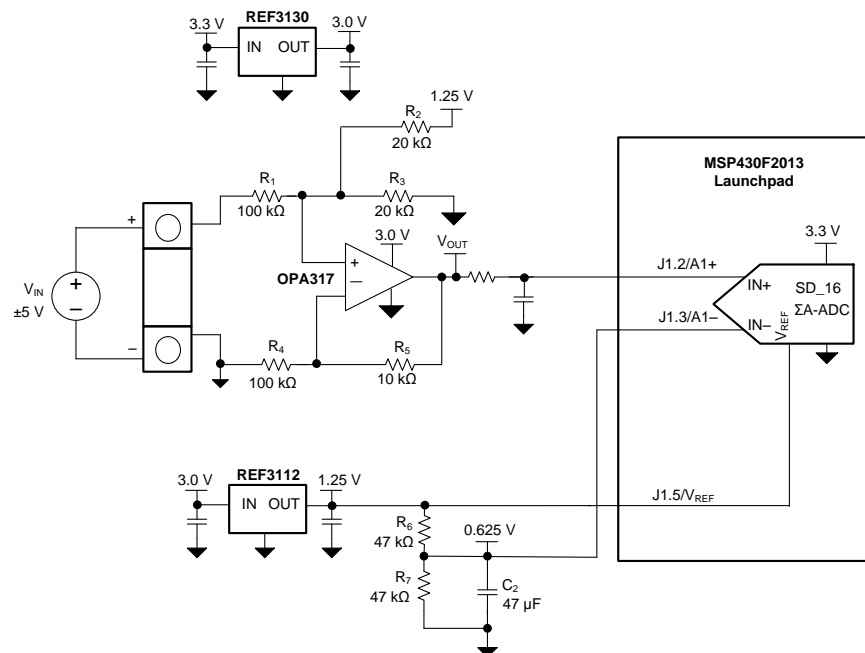 REF3130
3.3 V
3.0 V
IN OUT
1.25 V
R2
20 kΩ
R1
100 kΩ
R3
20 kΩ
MSP430F2013
Launchpad
+
VIN
±5 V
+
−
−
3.0 V
+
−
OPA317
VOUT
3.3 V
J1.2/A1+
IN+
SD_16
ΣA-ADC
J1.3/A1−
IN−
VREF
R4
100 kΩ
R5
10 kΩ
REF3112
3.0 V
1.25 V
IN OUT
J1.5/VREF
R6
47 kΩ
0.625 V
R7
47 kΩ
C2
47 µF